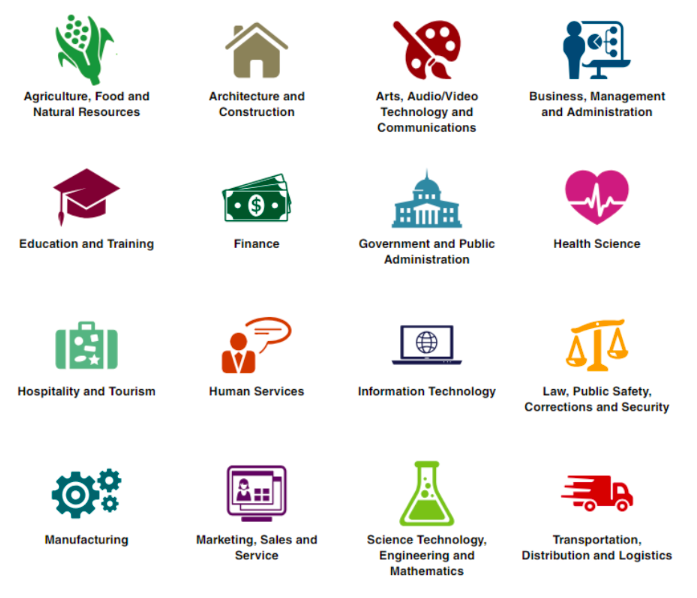 Agriculture, Food and
Natural Resources
Architecture and
Construction
Arts, Audio/Video
Technology and
Communications
Business, Management
and Administration
Education and Training
$
Finance
Government and Public
Administration
Health Science
Hospitality and Tourism
Human Services
Information Technology
Law, Public Safety,
Corrections and Security
Manufacturing
Marketing, Sales and
Service
Science Technology,
Engineering and
Mathematics
Transportation,
Distribution and Logistics